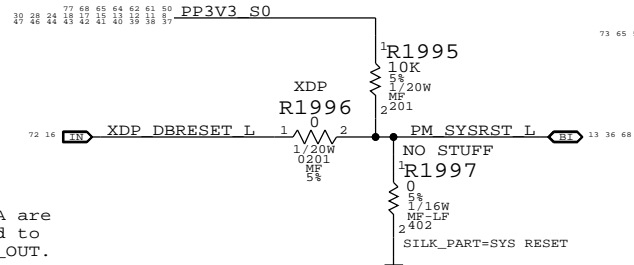 77 68 65 64 62 61 50
30 28 24 18 17 15 13 12 11 8
47 46 44 43 42 41 40 39 38 37
PP3V3_S0
73 65
1
R1995
10K
5%
1/20W
MF
2 201
XDP
R1996
0
1 2
1/20W
0201
MF
5%
72 16 IN XDP_DBRESET_L
PM_SYSRST_L BI 13 36 68
NO STUFF
1
R1997
0
5%
1/16W
MF-LF
2 402
SILK_PART=SYS RESET
A are
d to
_OUT.